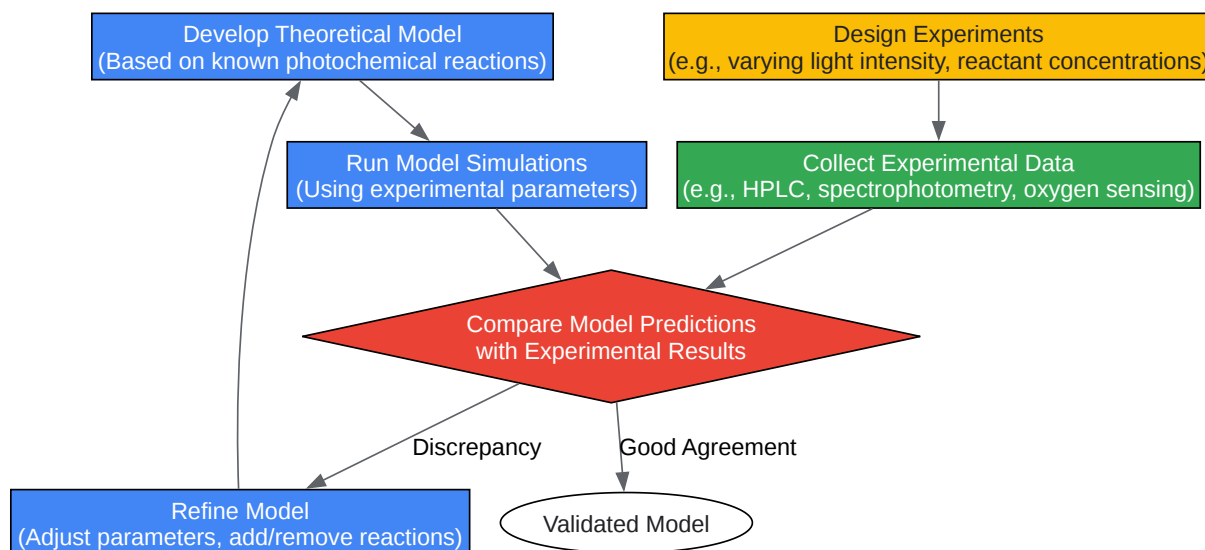 Develop Theoretical Model
(Based on known photochemical reactions)
Design Experiments
(e.g., varying light intensity, reactant concentrations)
Run Model Simulations
(Using experimental parameters)
Collect Experimental Data
(e.g., HPLC, spectrophotometry, oxygen sensing)
Compare Model Predictions
with Experimental Results
Discrepancy
Good Agreement
Refine Model
(Adjust parameters, add/remove reactions)
Validated Model